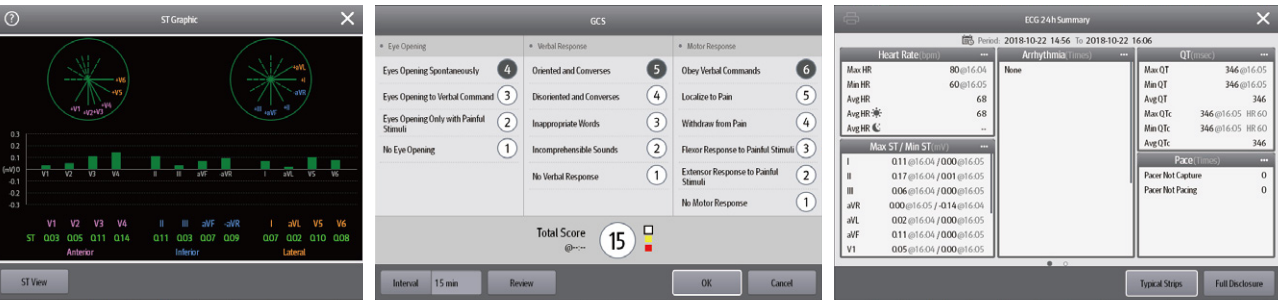 ? ST Graphic X
+V6
+V5
+V4
+V1 +V2+V3
+aVL
+I
-aVR
+III +aVF +II
0.3
0.2
0.1
(mV)0
-0.1
-0.2
-0.3
V1 V2 V3 V4 II III aVF -aVR I aVL V5 V6
V1 V2 V3 V4 II III aVF -aVR I aVL V5 V6
ST 0.03 0.05 0.11 0.14 0.11 0.03 0.07 0.09 0.07 0.02 0.10 0.08
Anterior Inferior Lateral
ST View
GCS
Eye Opening Verbal Response Motor Response
Eyes Opening Spontaneously 4 Oriented and Converses 5 Obey Verbal Commands 6
Eyes Opening to Verbal Command 3 Disoriented and Converses 4 Localize to Pain 5
Eyes Opening Only with Painful Stimuli 2 Inappropriate Words 3 Withdraw from Pain 4
No Eye Opening 1 Incomprehensible Sounds 2 Flexor Response to Painful Stimuli 3
No Verbal Response 1 Extensor Response to Painful Stimuli 2
No Motor Response 1
Total Score 15
@--:--
Interval 15 min Review OK Cancel
ECG 24h Summary X
Period: 2018-10-22 14:56 To 2018-10-22 16:06
Heart Rate(bpm) ...
Max HR 80@16:04
Min HR 60@16:05
Avg HR 68
Avg HR 68
Avg HR --
Max ST / Min ST(mV) ...
I 0.11@16:04 / 0.00@16:05
II 0.17@16:04 / 0.01@16:05
III 0.06@16:04 / 0.00@16:05
aVR 0.00@16:05 / -0.14@16:04
aVL 0.02@16:04 / 0.00@16:05
aVF 0.11@16:04 / 0.00@16:05
V1 0.05@16:04 / 0.00@16:05
Arrhythmia(Times) ...
None
QT(msec) ...
Max QT 346@16:05
Min QT 346@16:05
Avg QT 346
Max QTc 346@16:05 HR 60
Min QTc 346@16:05 HR 60
Avg QTc 346
Pace(Times) ...
Pacer Not Capture 0
Pacer Not Pacing 0
Typical Strips Full Disclosure